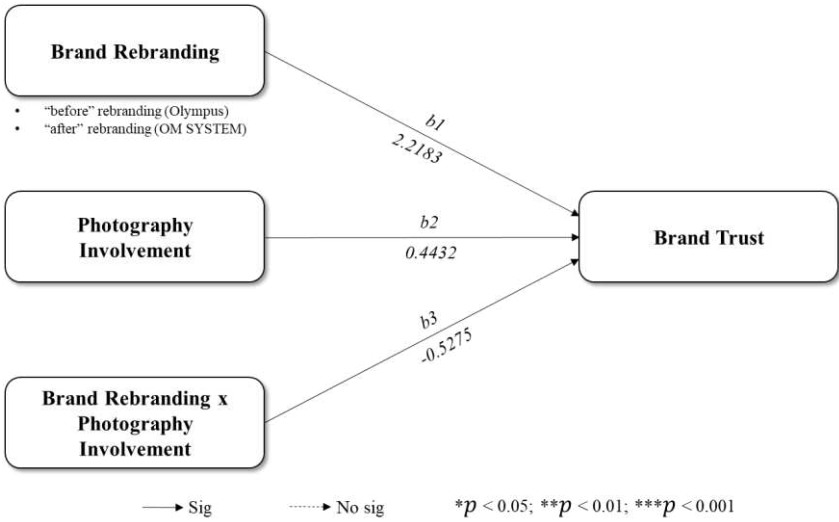 Brand Rebranding
• “before” rebranding (Olympus)
• “after” rebranding (OM SYSTEM)
b1
2.2183
Photography
Involvement
b2
0.4432
Brand Trust
b3
-0.5275
Brand Rebranding x
Photography
Involvement
Sig
No sig
*p < 0.05; **p < 0.01; ***p < 0.001